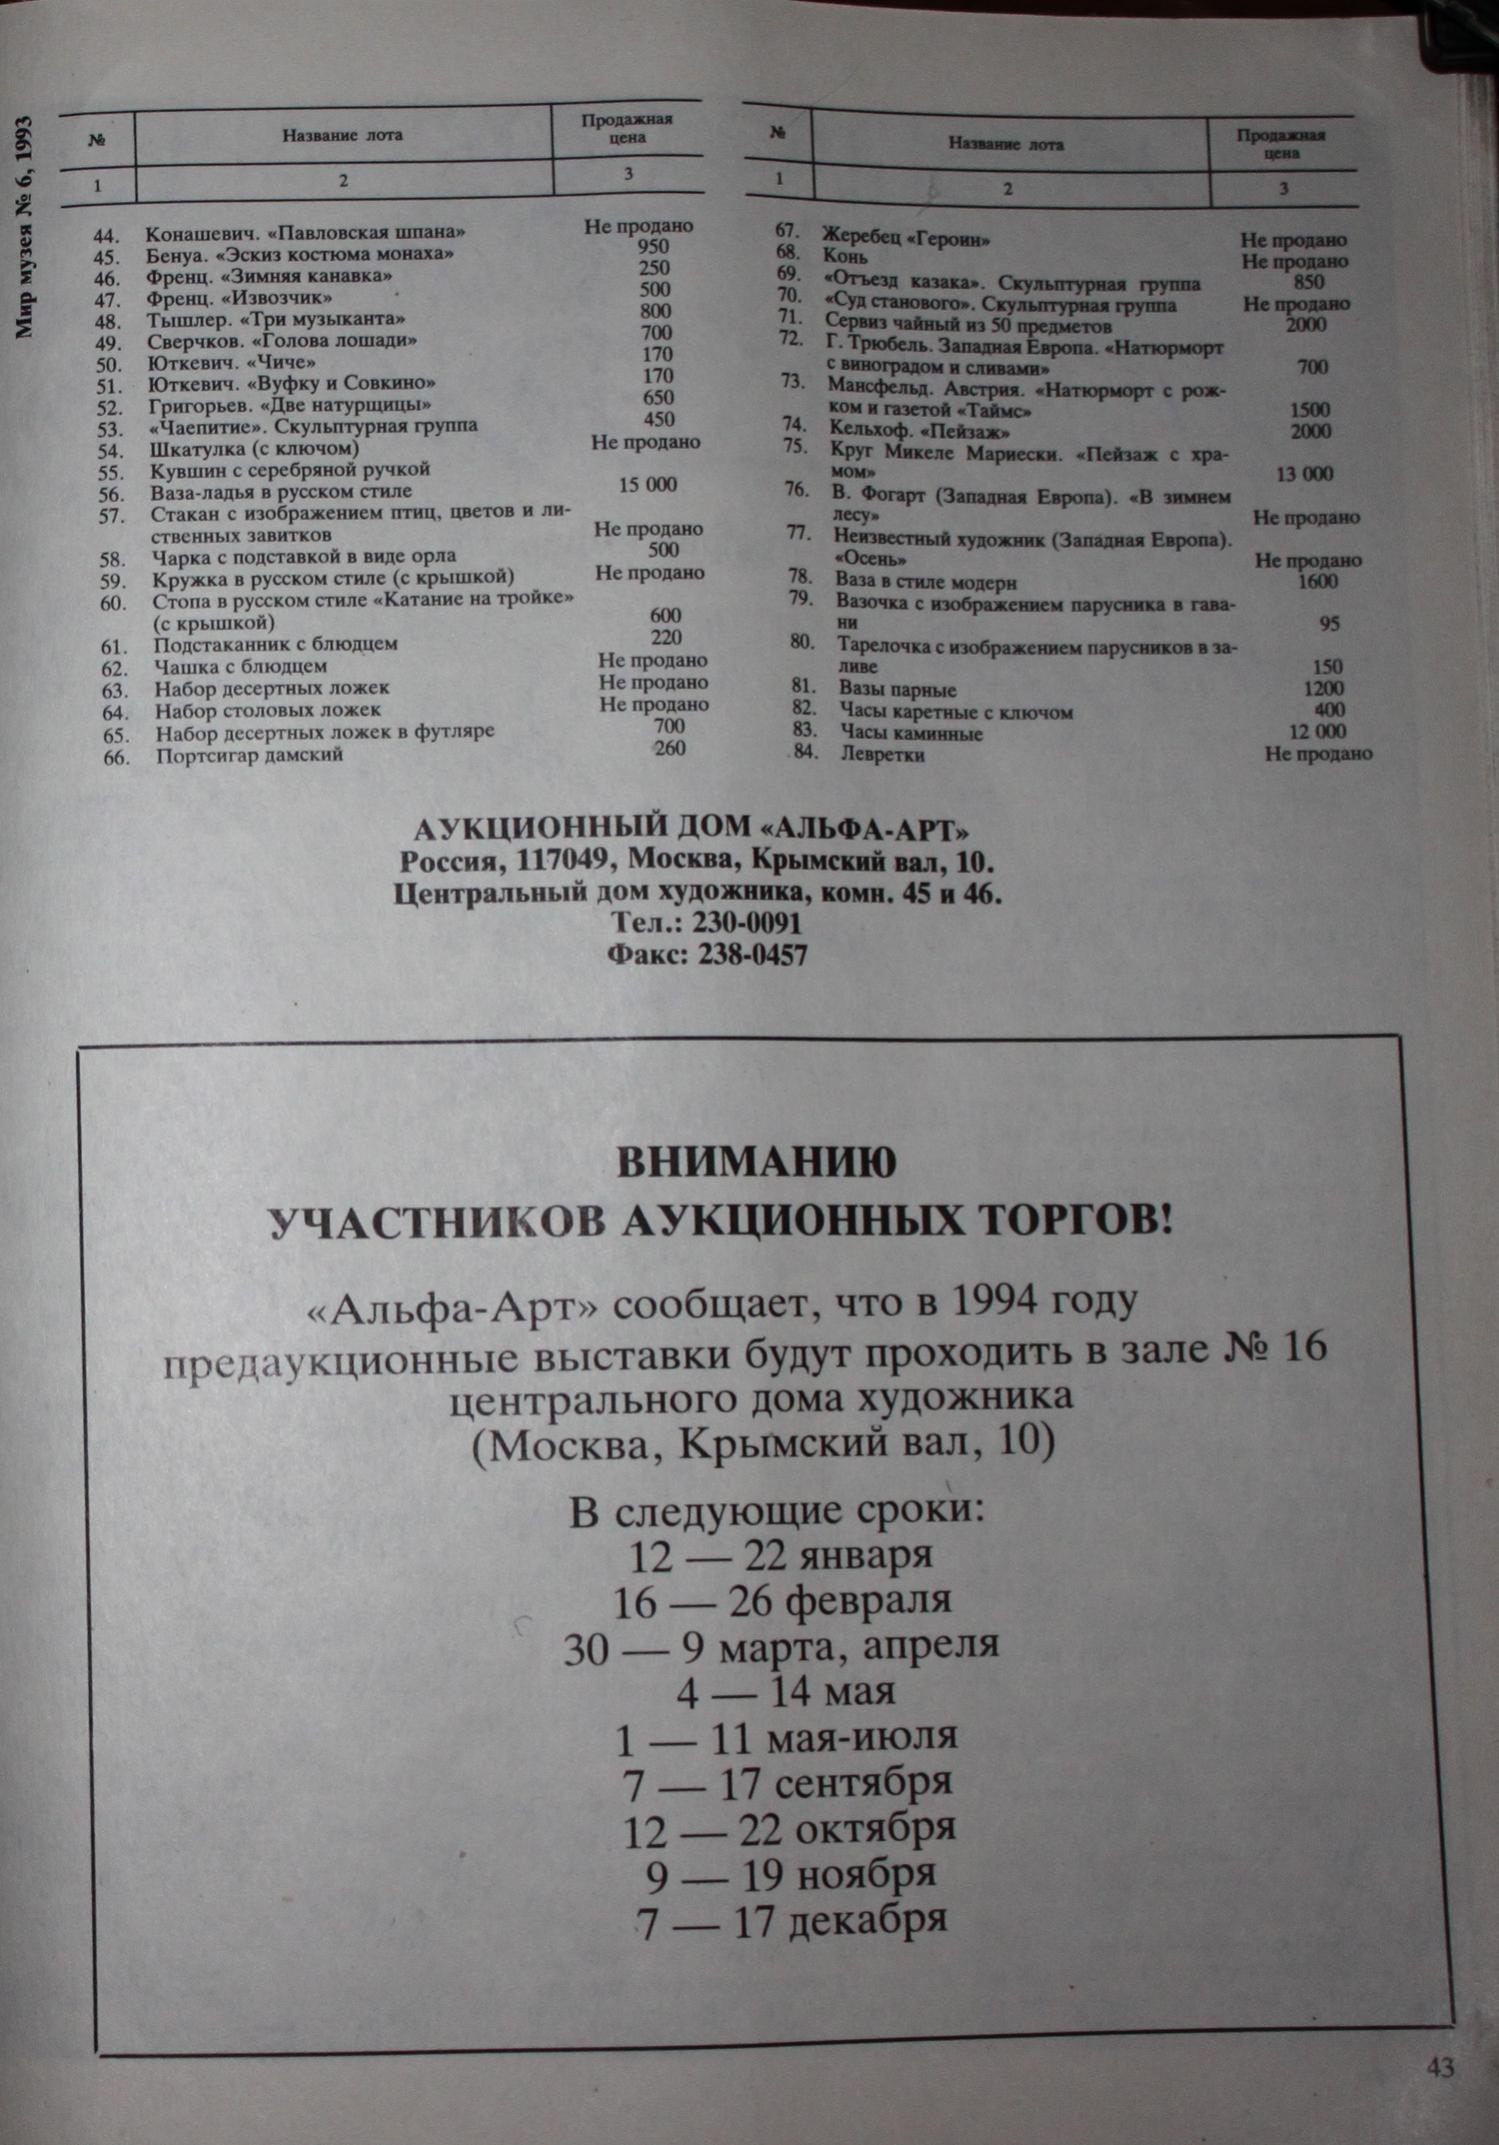 Мир музея № 6, 1993
№ Название лота Продажная цена
1 2 3
44. Конашевич. «Павловская шпана» Не продано
45. Бенуа. «Эскиз костюма монаха» 950
46. Френц. «Зимняя канавка» 250
47. Френц. «Извозчик» 500
48. Тышлер. «Три музыканта» 800
49. Сверчков. «Голова лошади» 700
50. Юткевич. «Чиче» 170
51. Юткевич. «Вуфку и Совкино» 170
52. Григорьев. «Две натурщицы» 650
53. «Чаепитие». Скульптурная группа 450
54. Шкатулка (с ключом) Не продано
55. Кувшин с серебряной ручкой
56. Ваза-ладья в русском стиле 15 000
57. Стакан с изображением птиц, цветов и ли-
ственных завитков Не продано
58. Чарка с подставкой в виде орла 500
59. Кружка в русском стиле (с крышкой) Не продано
60. Стопа в русском стиле «Катание на тройке»
(с крышкой) 600
61. Подстаканник с блюдцем 220
62. Чашка с блюдцем Не продано
63. Набор десертных ложек Не продано
64. Набор столовых ложек Не продано
65. Набор десертных ложек в футляре 700
66. Портсигар дамский 260
№ Название лота Продажная цена
1 2 3
67. Жеребец «Героин» Не продано
68. Конь Не продано
69. «Отъезд казака». Скульптурная группа 850
70. «Суд станового». Скульптурная группа Не продано
71. Сервиз чайный из 50 предметов 2000
72. Г. Трюбель. Западная Европа. «Натюрморт
с виноградом и сливами» 700
73. Мансфельд. Австрия. «Натюрморт с рож-
ком и газетой «Таймс» 1500
74. Кельхоф. «Пейзаж» 2000
75. Круг Микеле Мариески. «Пейзаж с хра-
мом» 13 000
76. В. Фогарт (Западная Европа). «В зимнем
лесу» Не продано
77. Неизвестный художник (Западная Европа).
«Осень» Не продано
78. Ваза в стиле модерн 1600
79. Вазочка с изображением парусника в гава-
ни 95
80. Тарелочка с изображением парусников в за-
ливе 150
81. Вазы парные 1200
82. Часы каретные с ключом 400
83. Часы каминные 12 000
84. Левретки Не продано
АУКЦИОННЫЙ ДОМ «АЛЬФА-АРТ»
Россия, 117049, Москва, Крымский вал, 10.
Центральный дом художника, комн. 45 и 46.
Тел.: 230-0091
Факс: 238-0457
ВНИМАНИЮ
УЧАСТНИКОВ АУКЦИОННЫХ ТОРГОВ!
«Альфа-Арт» сообщает, что в 1994 году
предаукционные выставки будут проходить в зале № 16
центрального дома художника
(Москва, Крымский вал, 10)
В следующие сроки:
12 — 22 января
16 — 26 февраля
30 — 9 марта, апреля
4 — 14 мая
1 — 11 мая-июля
7 — 17 сентября
12 — 22 октября
9 — 19 ноября
7 — 17 декабря
43